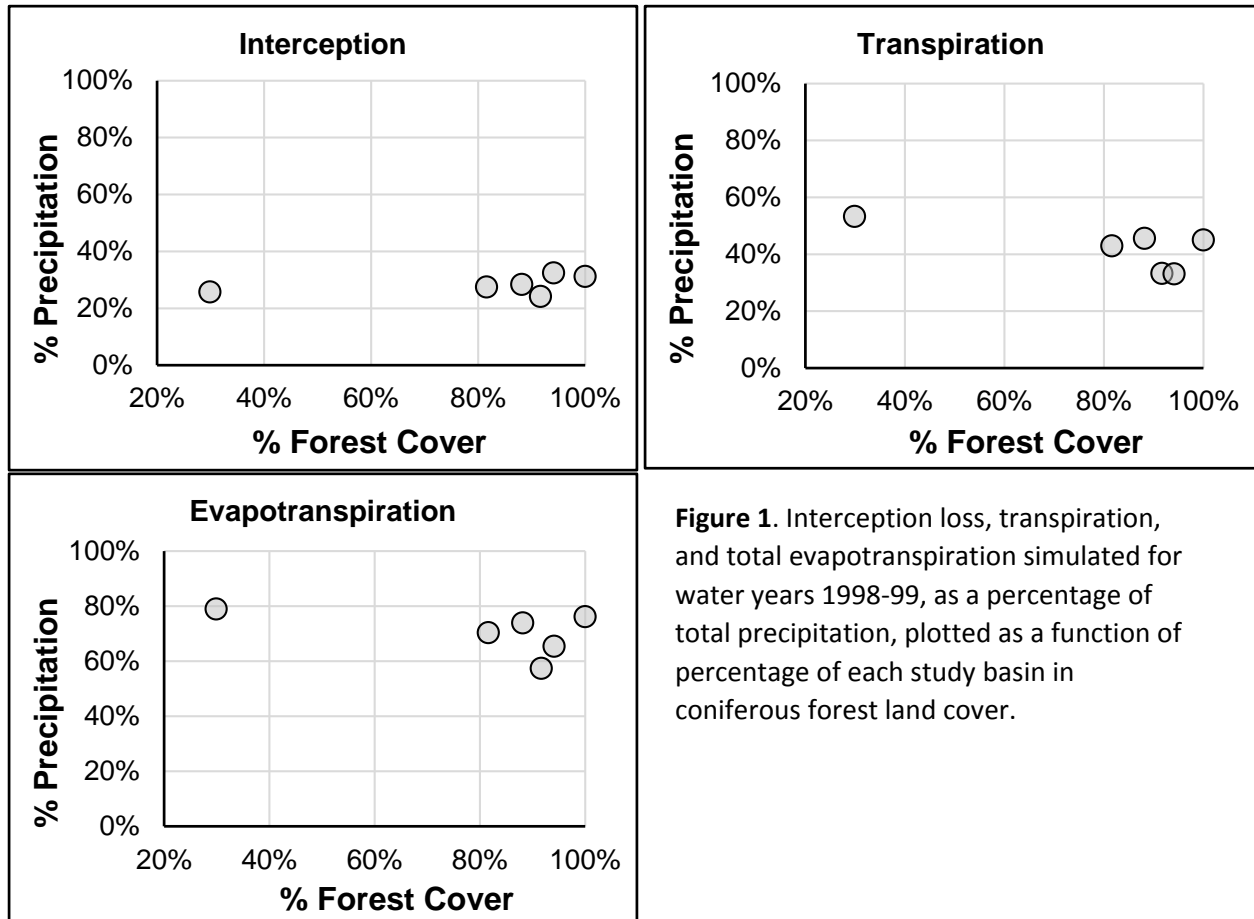 Interception
100%
80%
60%
40%
20%
0%
% Precipitation
20% 40% 60% 80% 100%
% Forest Cover
Transpiration
100%
80%
60%
40%
20%
0%
% Precipitation
20% 40% 60% 80% 100%
% Forest Cover
Evapotranspiration
100%
80%
60%
40%
20%
0%
% Precipitation
20% 40% 60% 80% 100%
% Forest Cover
Figure 1. Interception loss, transpiration,
and total evapotranspiration simulated for
water years 1998-99, as a percentage of
total precipitation, plotted as a function of
percentage of each study basin in
coniferous forest land cover.